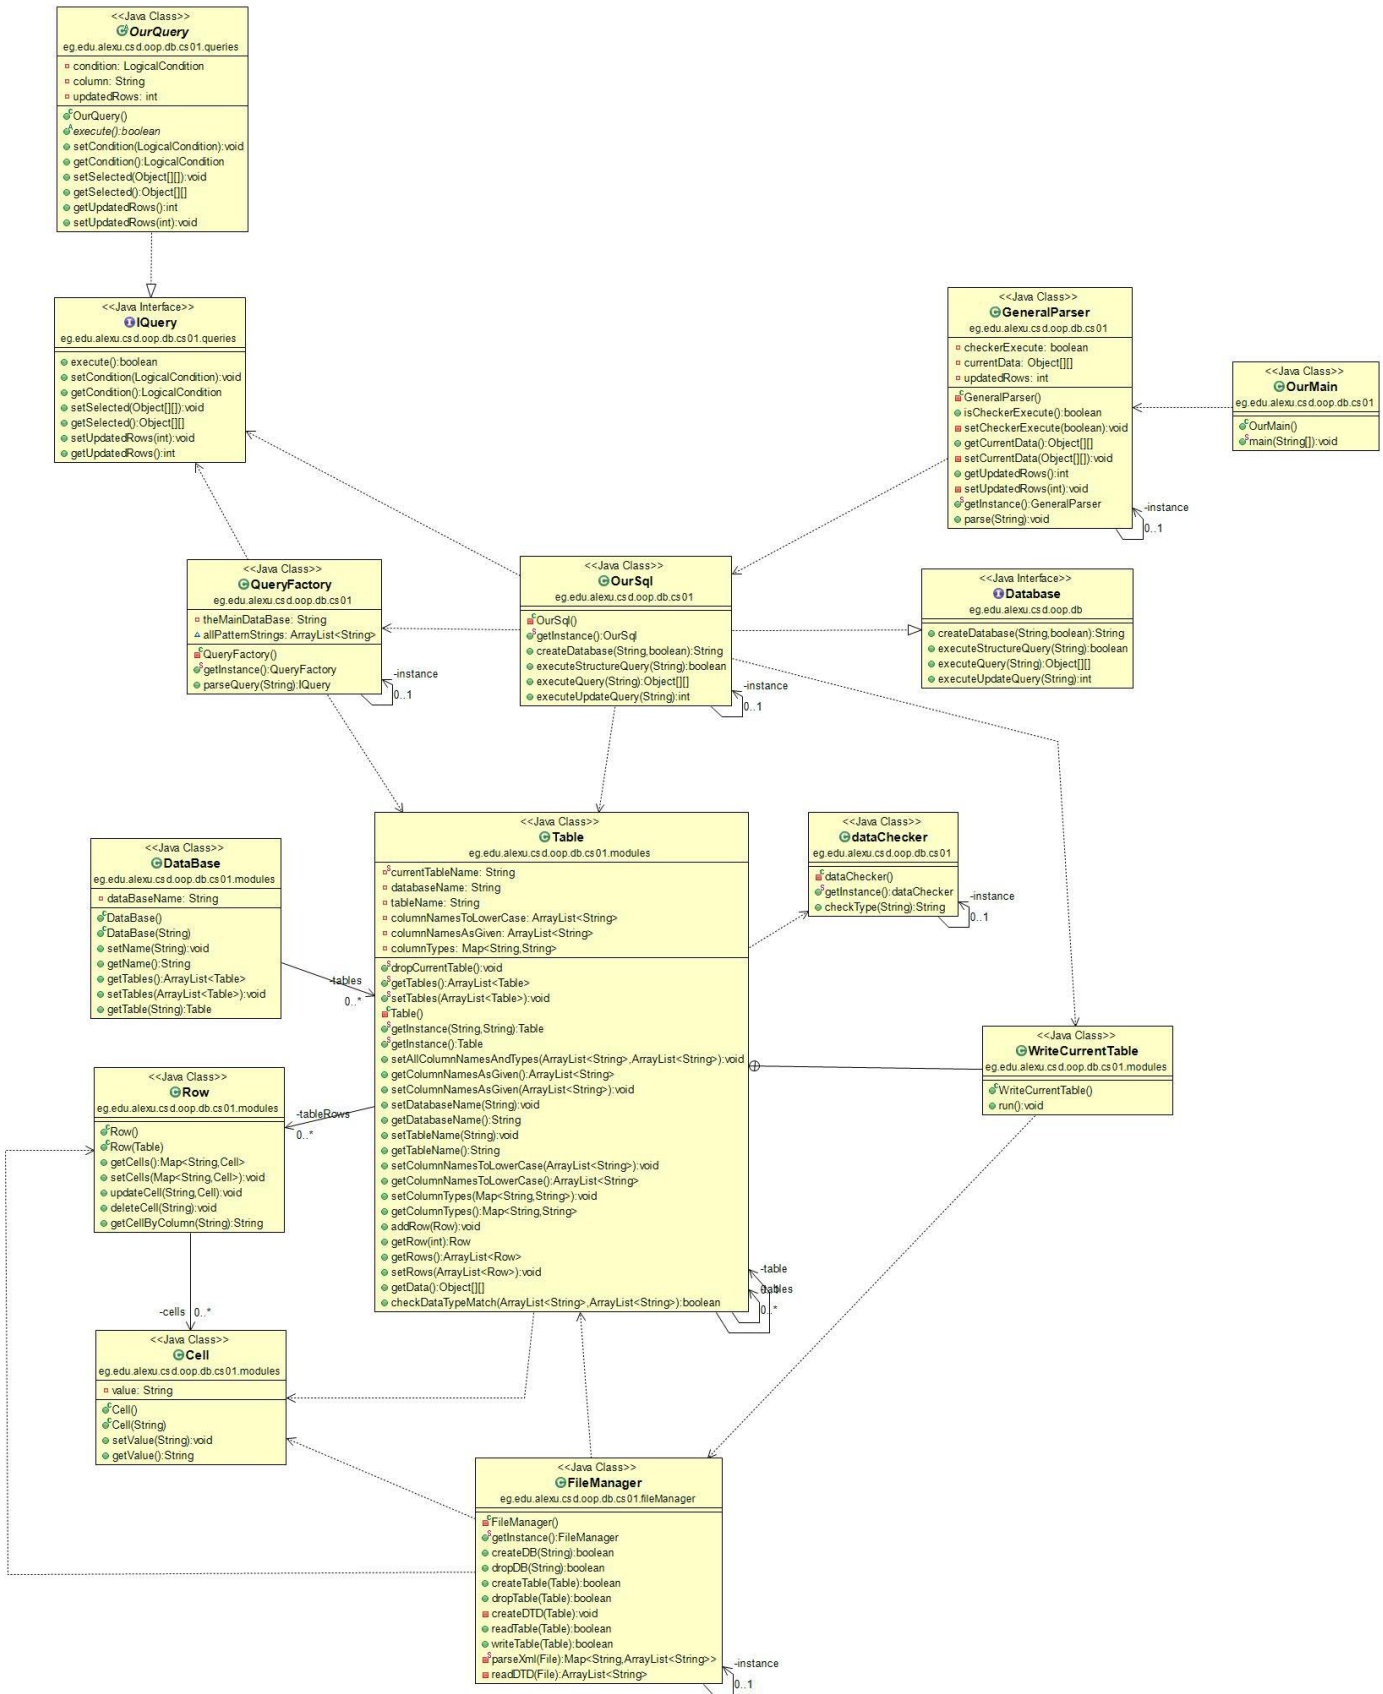 <<Java Class>>
OurQuery
eg.edu.alexu.csd.oop.db.cs01.queries
condition: LogicalCondition
column: String
updatedRows: int
OurQuery()
execute():boolean
setCondition(LogicalCondition):void
getCondition():LogicalCondition
setSelected(Object[][]):void
getSelected():Object[][]
getUpdatedRows():int
setUpdatedRows(int):void
<<Java Interface>>
IQuery
eg.edu.alexu.csd.oop.db.cs01.queries
execute():boolean
setCondition(LogicalCondition):void
getCondition():LogicalCondition
setSelected(Object[][]):void
getSelected():Object[][]
setUpdatedRows(int):void
getUpdatedRows():int
<<Java Class>>
GeneralParser
eg.edu.alexu.csd.oop.db.cs01
checkerExecute: boolean
currentData: Object[][]
updatedRows: int
GeneralParser()
isCheckerExecute():boolean
setCheckerExecute(boolean):void
getCurrentData():Object[][]
setCurrentData(Object[][]):void
getUpdatedRows():int
setUpdatedRows(int):void
getInstance():GeneralParser
parse(String):void
-instance
0..1
<<Java Class>>
OurMain
eg.edu.alexu.csd.oop.db.cs01
OurMain()
main(String[]):void
<<Java Class>>
QueryFactory
eg.edu.alexu.csd.oop.db.cs01
theMainDataBase: String
allPatternStrings: ArrayList<String>
QueryFactory()
getInstance():QueryFactory
parseQuery(String):IQuery
-instance
0..1
<<Java Class>>
OurSql
eg.edu.alexu.csd.oop.db.cs01
OurSql()
getInstance():OurSql
createDatabase(String,boolean):String
executeStructureQuery(String):boolean
executeQuery(String):Object[][]
executeUpdateQuery(String):int
-instance
0..1
<<Java Interface>>
Database
eg.edu.alexu.csd.oop.db
createDatabase(String,boolean):String
executeStructureQuery(String):boolean
executeQuery(String):Object[][]
executeUpdateQuery(String):int
<<Java Class>>
DataBase
eg.edu.alexu.csd.oop.db.cs01.modules
dataBaseName: String
DataBase()
DataBase(String)
setName(String):void
getName():String
getTables():ArrayList<Table>
setTables(ArrayList<Table>):void
getTable(String):Table
-tables
0..*
<<Java Class>>
Table
eg.edu.alexu.csd.oop.db.cs01.modules
currentTableName: String
databaseName: String
tableName: String
columnNamesToLowerCase: ArrayList<String>
columnNamesAsGiven: ArrayList<String>
columnTypes: Map<String,String>
dropCurrentTable():void
getTables():ArrayList<Table>
setTables(ArrayList<Table>):void
Table()
getInstance(String,String):Table
getInstance():Table
setAllColumnNamesAndTypes(ArrayList<String>,ArrayList<String>):void
getColumnNamesAsGiven():ArrayList<String>
setColumnNamesAsGiven(ArrayList<String>):void
setDatabaseName(String):void
getDatabaseName():String
setTableName(String):void
getTableName():String
setColumnNamesToLowerCase(ArrayList<String>):void
getColumnNamesToLowerCase():ArrayList<String>
setColumnTypes(Map<String,String>):void
getColumnTypes():Map<String,String>
addRow(Row):void
getRow(int):Row
getRows():ArrayList<Row>
setRows(ArrayList<Row>):void
getData():Object[][]
checkDataTypeMatch(ArrayList<String>,ArrayList<String>):boolean
-table
0..*
<<Java Class>>
dataChecker
eg.edu.alexu.csd.oop.db.cs01
dataChecker()
getInstance():dataChecker
checkType(String):String
-instance
0..1
<<Java Class>>
WriteCurrentTable
eg.edu.alexu.csd.oop.db.cs01.modules
WriteCurrentTable()
run():void
<<Java Class>>
Row
eg.edu.alexu.csd.oop.db.cs01.modules
Row()
Row(Table)
getCells():Map<String,Cell>
setCells(Map<String,Cell>):void
updateCell(String,Cell):void
deleteCell(String):void
getCellByColumn(String):String
-tableRows
0..*
-cells 0..*
<<Java Class>>
Cell
eg.edu.alexu.csd.oop.db.cs01.modules
value: String
Cell()
Cell(String)
setValue(String):void
getValue():String
<<Java Class>>
FileManager
eg.edu.alexu.csd.oop.db.cs01.fileManager
FileManager()
getInstance():FileManager
createDB(String):boolean
dropDB(String):boolean
createTable(Table):boolean
dropTable(Table):boolean
createDTD(Table):void
readTable(Table):boolean
writeTable(Table):boolean
parseXml(File):Map<String,ArrayList<String>>
readDTD(File):ArrayList<String>
-instance
0..1